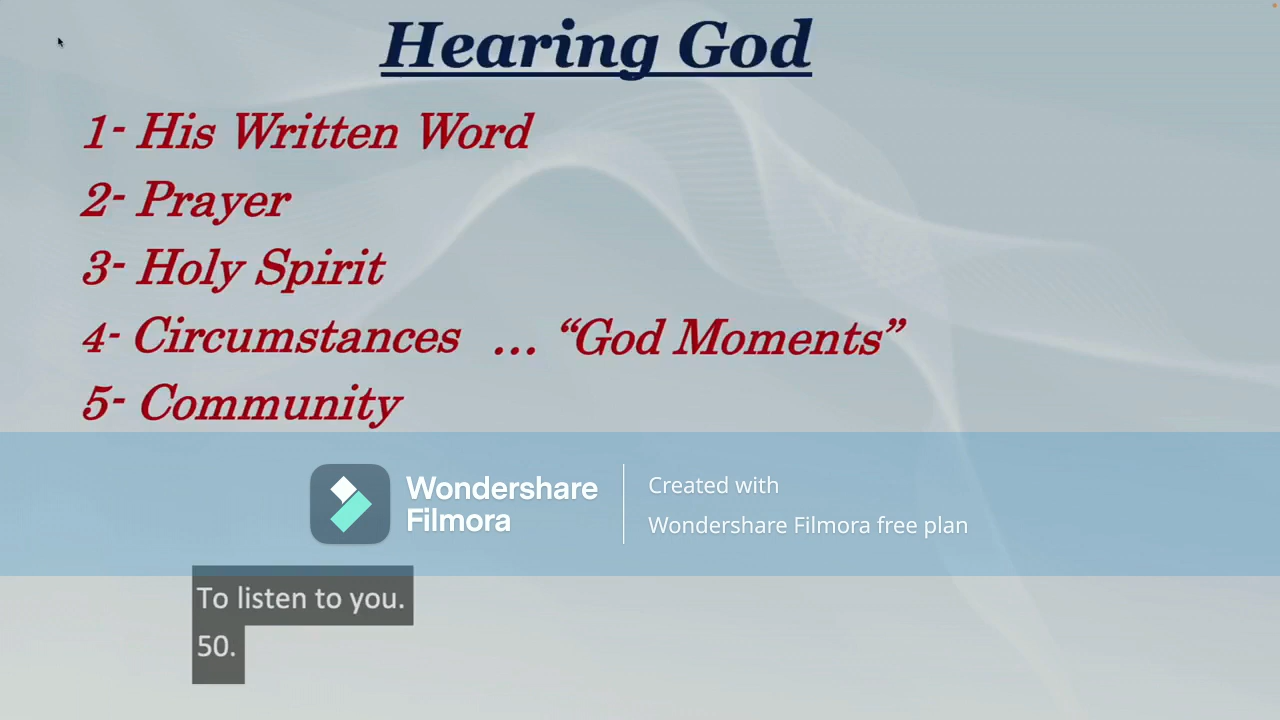 Hearing God
1- His Written Word
2- Prayer
3- Holy Spirit
4- Circumstances ... “God Moments”
5- Community
Wondershare
Filmora
Created with
Wondershare Filmora free plan
To listen to you.
50.